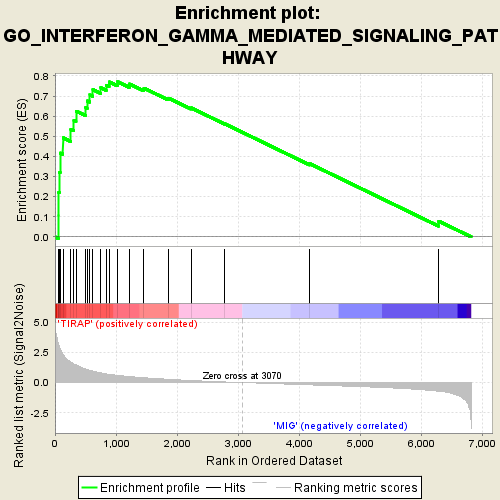 Enrichment plot:
GO_INTERFERON_GAMMA_MEDIATED_SIGNALING_PAT
HWAY
Enrichment score (ES)
0.8
0.7
0.6
0.5
0.4
0.3
0.2
0.1
0.0
Ranked list metric (Signal2Noise)
5.0
2.5
0.0
-2.5
'TIRAP' (positively correlated)
Zero cross at 3070
'MIG' (negatively correlated)
0 1,000 2,000 3,000 4,000 5,000 6,000 7,000
Rank in Ordered Dataset
Enrichment profile Hits Ranking metric scores